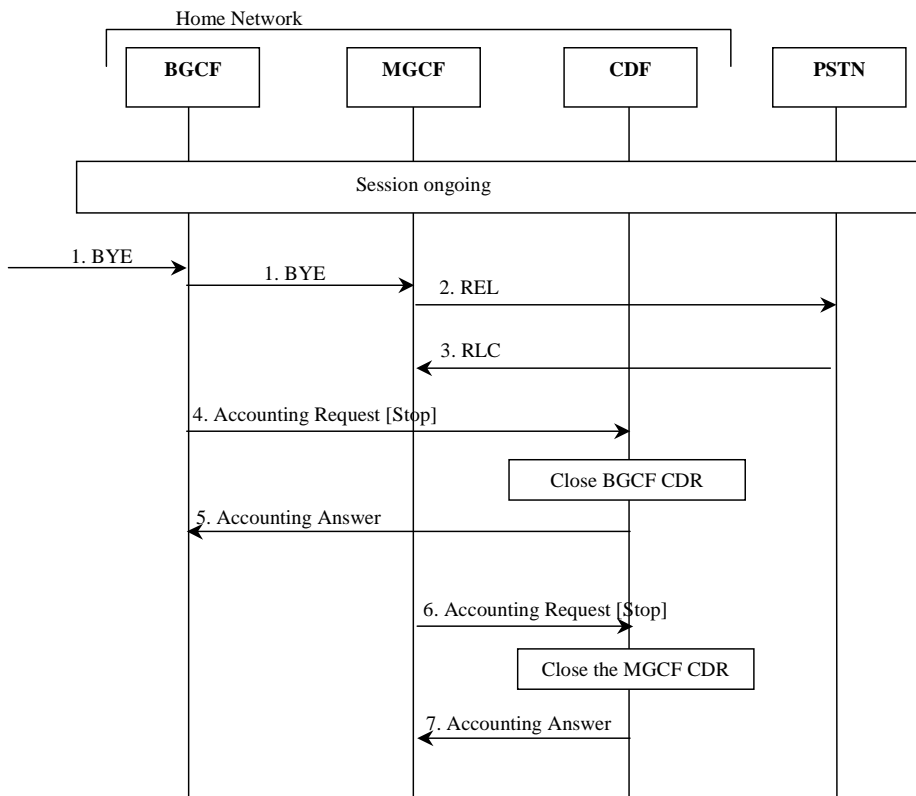 Home Network
BGCF
MGCF
CDF
PSTN
Session ongoing
1. BYE
1. BYE
2. REL
3. RLC
4. Accounting Request [Stop]
Close BGCF CDR
5. Accounting Answer
6. Accounting Request [Stop]
Close the MGCF CDR
7. Accounting Answer